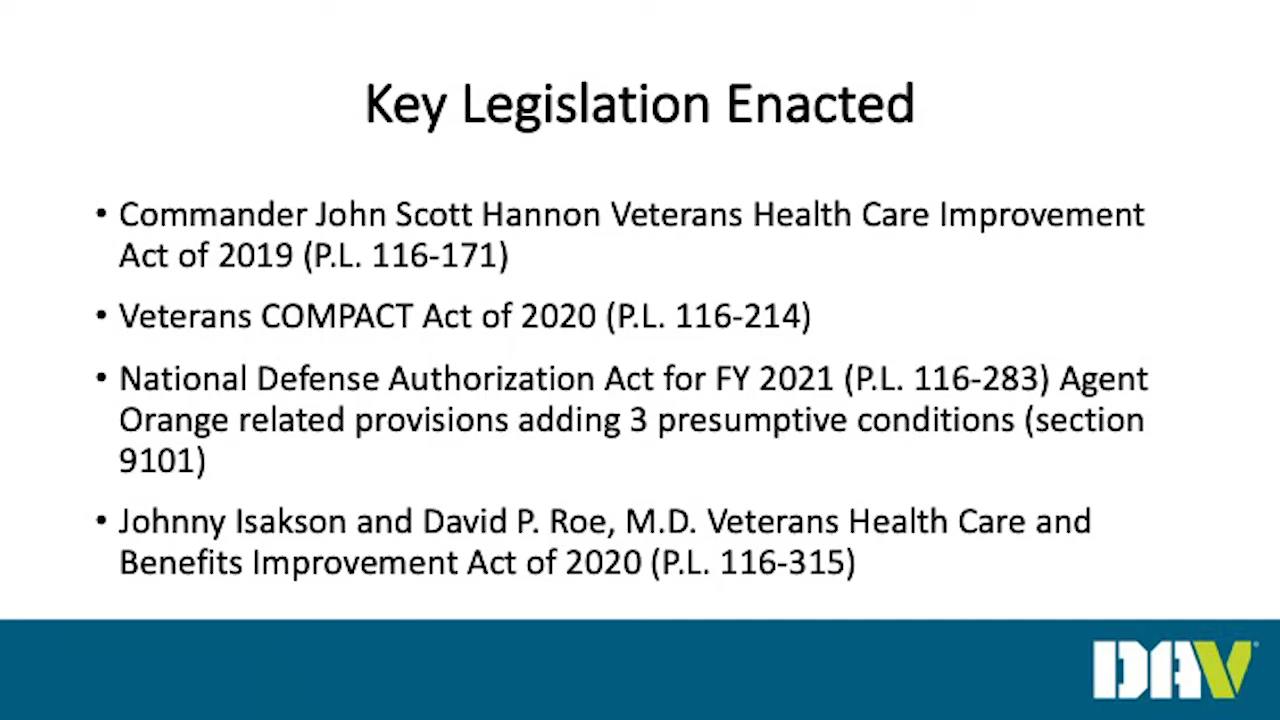 Key Legislation Enacted
• Commander John Scott Hannon Veterans Health Care Improvement
Act of 2019 (P.L. 116-171)
• Veterans COMPACT Act of 2020 (P.L. 116-214)
• National Defense Authorization Act for FY 2021 (P.L. 116-283) Agent
Orange related provisions adding 3 presumptive conditions (section
9101)
• Johnny Isakson and David P. Roe, M.D. Veterans Health Care and
Benefits Improvement Act of 2020 (P.L. 116-315)
DAV